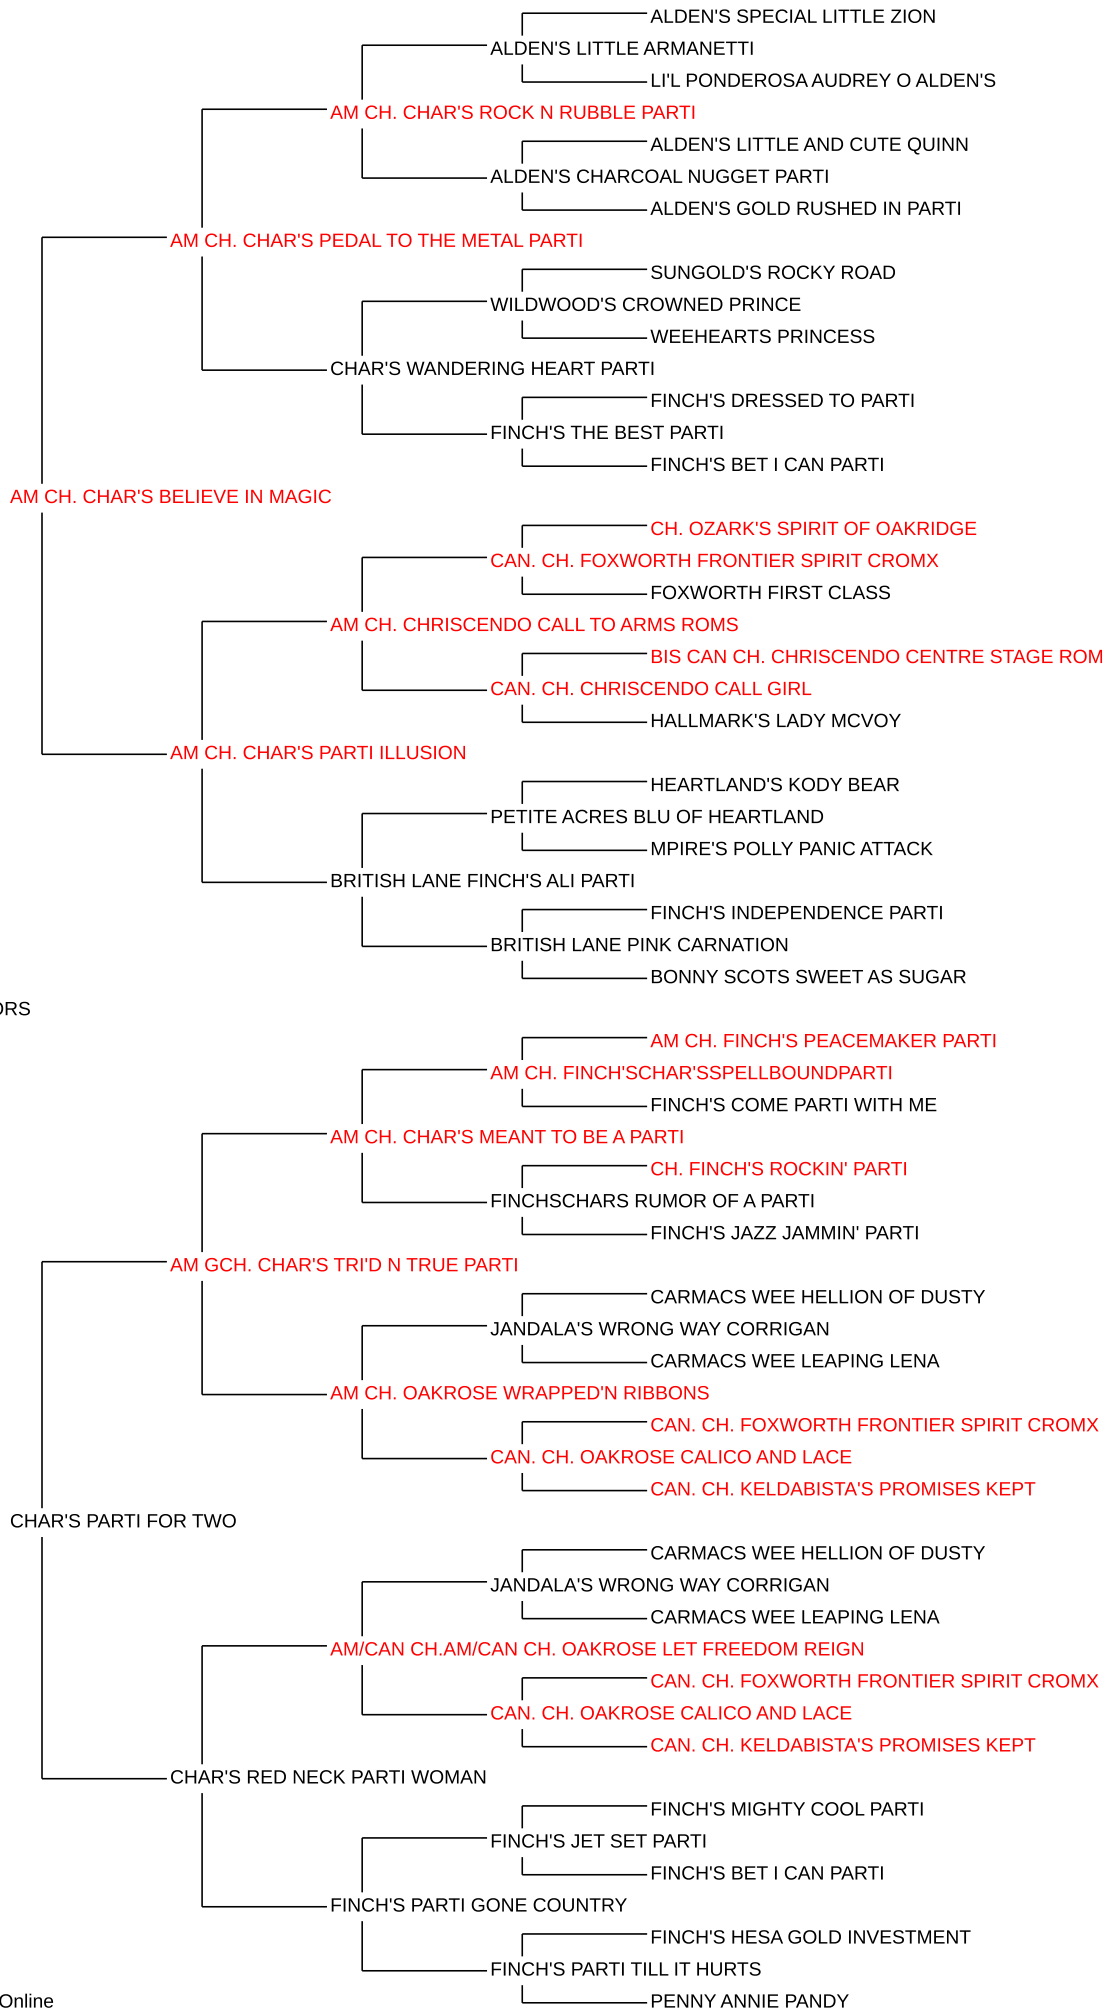 ALDEN'S SPECIAL LITTLE ZION
ALDEN'S LITTLE ARMANETTI
LI'L PONDEROSA AUDREY O ALDEN'S
AM CH. CHAR'S ROCK N RUBBLE PARTI
ALDEN'S LITTLE AND CUTE QUINN
ALDEN'S CHARCOAL NUGGET PARTI
ALDEN'S GOLD RUSHED IN PARTI
AM CH. CHAR'S PEDAL TO THE METAL PARTI
SUNGOLD'S ROCKY ROAD
WILDWOOD'S CROWNED PRINCE
WEEHEARTS PRINCESS
CHAR'S WANDERING HEART PARTI
FINCH'S DRESSED TO PARTI
FINCH'S THE BEST PARTI
FINCH'S BET I CAN PARTI
AM CH. CHAR'S BELIEVE IN MAGIC
CH. OZARK'S SPIRIT OF OAKRIDGE
CAN. CH. FOXWORTH FRONTIER SPIRIT CROMX
FOXWORTH FIRST CLASS
AM CH. CHRISCENDO CALL TO ARMS ROMS
BIS CAN CH. CHRISCENDO CENTRE STAGE ROM
CAN. CH. CHRISCENDO CALL GIRL
HALLMARK'S LADY MCVOY
AM CH. CHAR'S PARTI ILLUSION
HEARTLAND'S KODY BEAR
PETITE ACRES BLU OF HEARTLAND
MPIRE'S POLLY PANIC ATTACK
BRITISH LANE FINCH'S ALI PARTI
FINCH'S INDEPENDENCE PARTI
BRITISH LANE PINK CARNATION
BONNY SCOTS SWEET AS SUGAR
ORS
AM CH. FINCH'S PEACEMAKER PARTI
AM CH. FINCH'SCHAR'SSPELLBOUNDPARTI
FINCH'S COME PARTI WITH ME
AM CH. CHAR'S MEANT TO BE A PARTI
CH. FINCH'S ROCKIN' PARTI
FINCHSCHARS RUMOR OF A PARTI
FINCH'S JAZZ JAMMIN' PARTI
AM GCH. CHAR'S TRI'D N TRUE PARTI
CARMACS WEE HELLION OF DUSTY
JANDALA'S WRONG WAY CORRIGAN
CARMACS WEE LEAPING LENA
AM CH. OAKROSE WRAPPED'N RIBBONS
CAN. CH. FOXWORTH FRONTIER SPIRIT CROMX
CAN. CH. OAKROSE CALICO AND LACE
CAN. CH. KELDABISTA'S PROMISES KEPT
CHAR'S PARTI FOR TWO
CARMACS WEE HELLION OF DUSTY
JANDALA'S WRONG WAY CORRIGAN
CARMACS WEE LEAPING LENA
AM/CAN CH.AM/CAN CH. OAKROSE LET FREEDOM REIGN
CAN. CH. FOXWORTH FRONTIER SPIRIT CROMX
CAN. CH. OAKROSE CALICO AND LACE
CAN. CH. KELDABISTA'S PROMISES KEPT
CHAR'S RED NECK PARTI WOMAN
FINCH'S MIGHTY COOL PARTI
FINCH'S JET SET PARTI
FINCH'S BET I CAN PARTI
FINCH'S PARTI GONE COUNTRY
FINCH'S HESA GOLD INVESTMENT
FINCH'S PARTI TILL IT HURTS
PENNY ANNIE PANDY
Online